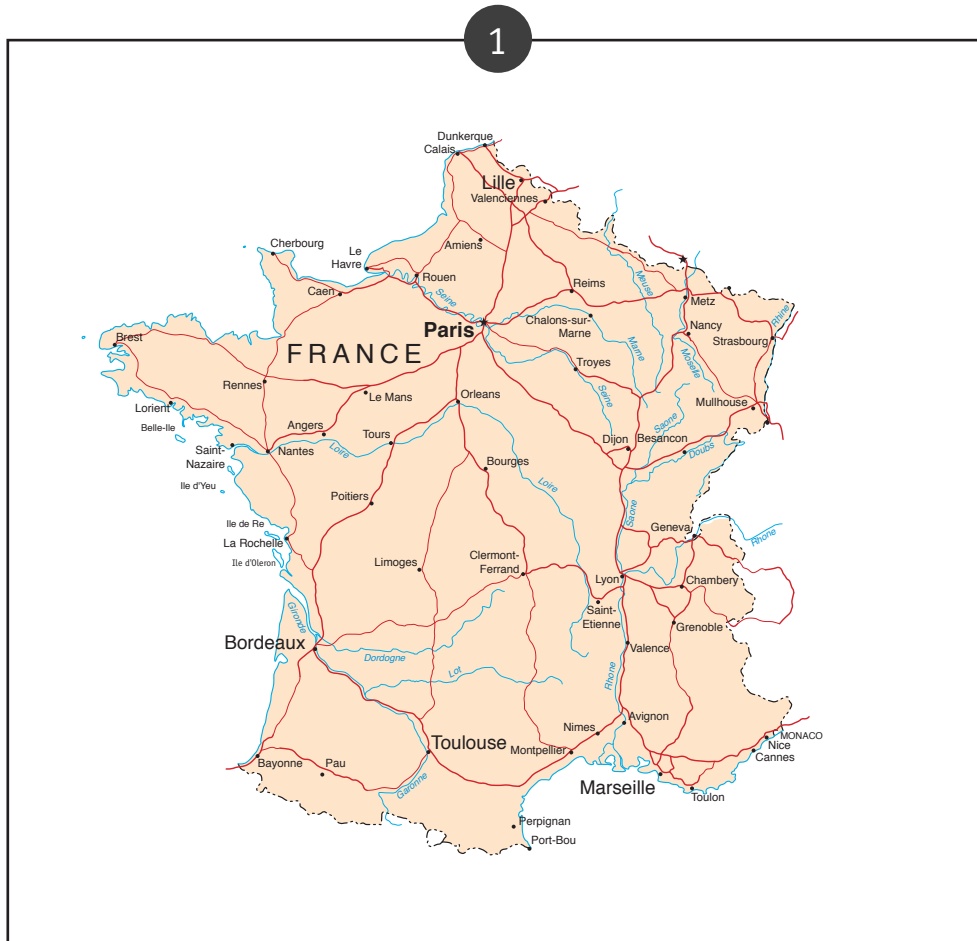 1
Dunkerque
Calais
Lille
Valenciennes
Cherbourg
Le
Havre
Amiens
Rouen
Caen
Seine
Reims
Meuse
Metz
Paris
Chalons-sur-
Marne
Marne
Nancy
Strasbourg
Rhine
Brest
FRANCE
Troyes
Moselle
Rennes
Le Mans
Orleans
Seine
Mullhouse
Lorient
Belle-Ile
Angers
Tours
Saone
Saint-
Nazaire
Nantes
Loire
Dijon
Besancon
Doubs
Bourges
Loire
Ile d'Yeu
Poitiers
Saone
Ile de Re
La Rochelle
Ile d'Oleron
Geneva
Rhone
Limoges
Clermont-
Ferrand
Lyon
Chambery
Saint-
Etienne
Gironde
Grenoble
Bordeaux
Dordogne
Valence
Lot
Rhone
Avignon
Nimes
MONACO
Nice
Cannes
Toulouse
Montpellier
Bayonne
Pau
Garonne
Marseille
Toulon
Perpignan
Port-Bou